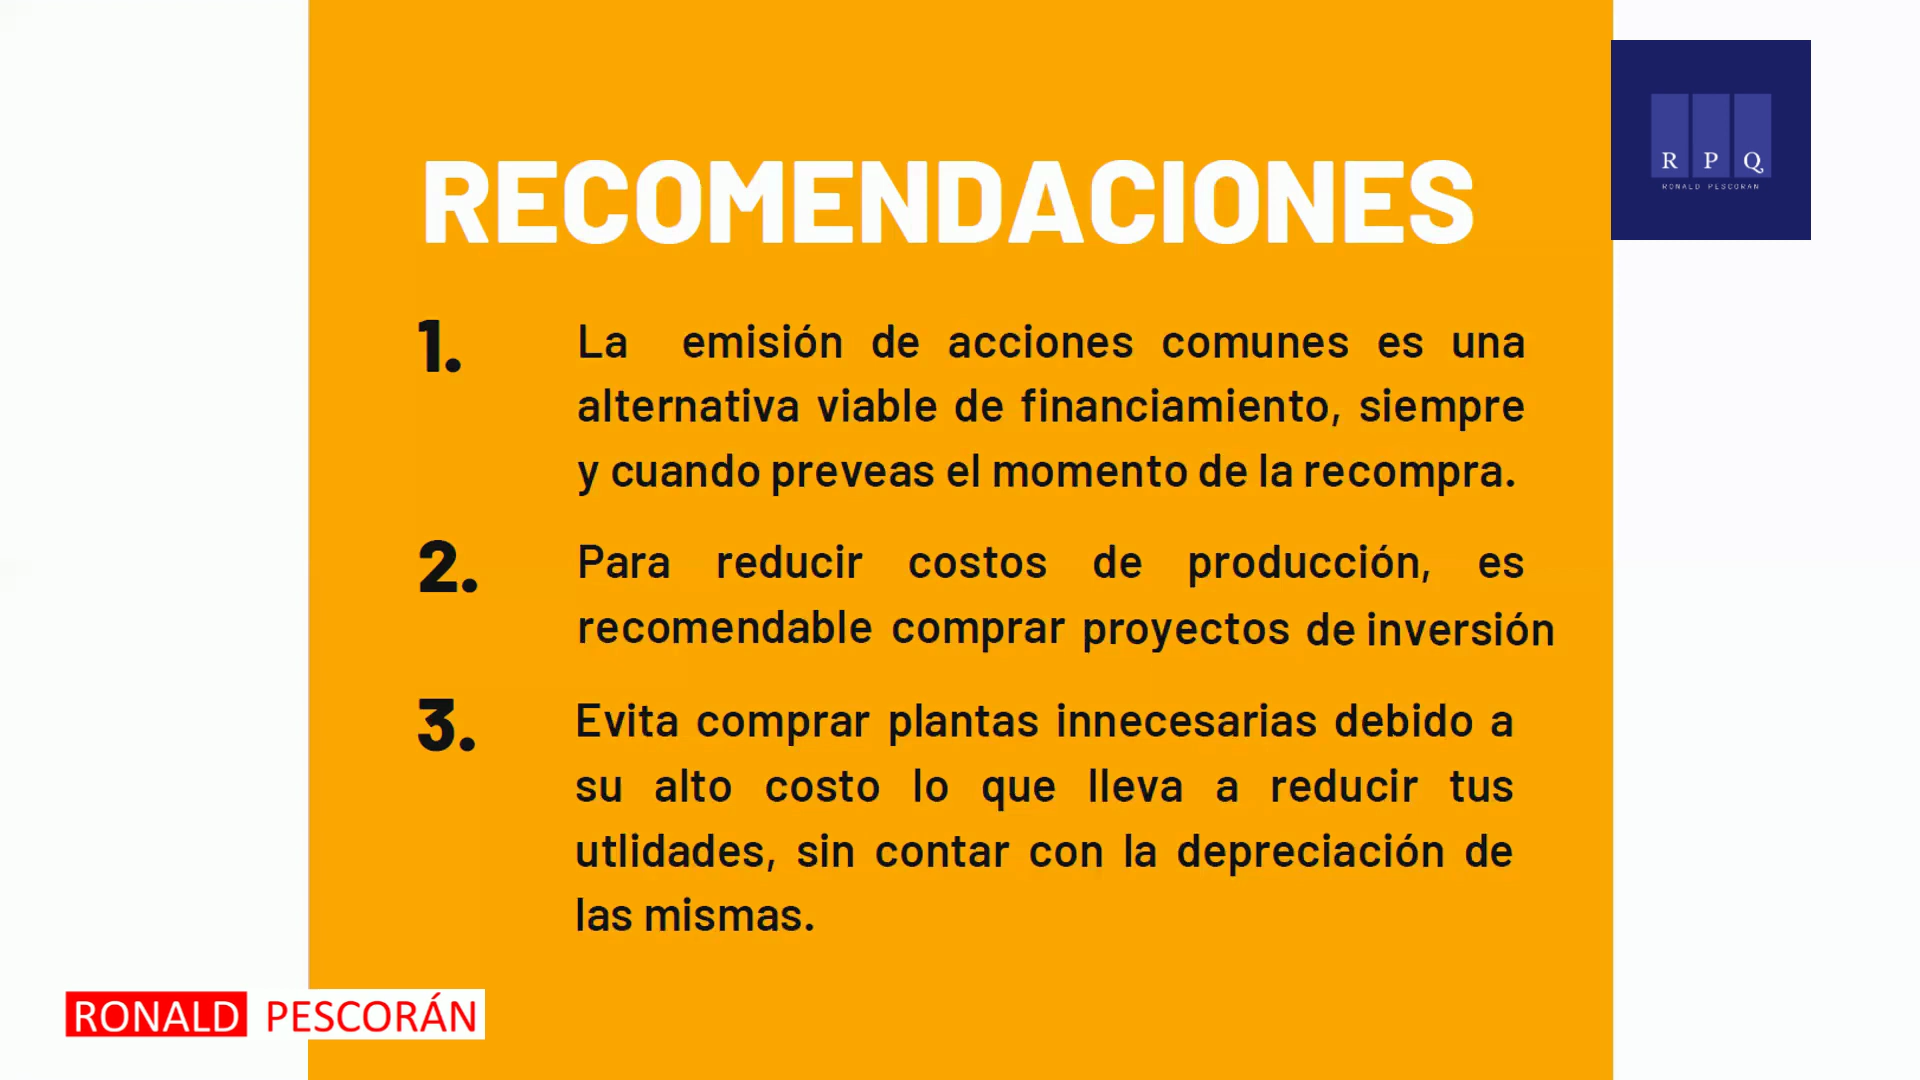 RECOMENDACIONES
R P Q
RONALD PESCORAN
1. La emisión de acciones comunes es una
alternativa viable de financiamiento, siempre
y cuando preveas el momento de la recompra.
2. Para reducir costos de producción, es
recomendable comprar proyectos de inversión
3. Evita comprar plantas innecesarias debido a
su alto costo lo que lleva a reducir tus
utlidades, sin contar con la depreciación de
las mismas.
RONALD PESCORÁN